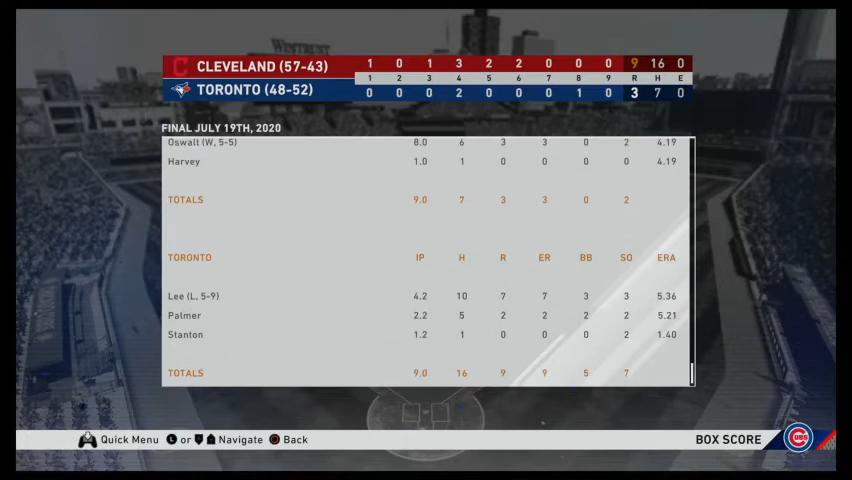 CLEVELAND (57-43) 1 0 1 3 2 2 0 0 0 9 16 0
1 2 3 4 5 6 7 8 9 R H E
TORONTO (48-52) 0 0 0 2 0 0 0 1 0 3 7 0
FINAL JULY 19TH, 2020
Oswalt (W, 5-5) 8.0 6 3 3 0 2 4.19
Harvey 1.0 1 0 0 0 0 4.19
TOTALS 9.0 7 3 3 0 2
TORONTO IP H R ER BB SO ERA
Lee (L, 5-9) 4.2 10 7 7 3 3 5.36
Palmer 2.2 5 2 2 2 2 5.21
Stanton 1.2 1 0 0 0 2 1.40
TOTALS 9.0 16 9 9 5 7
Quick Menu L or Navigate Back
BOX SCORE CUBS